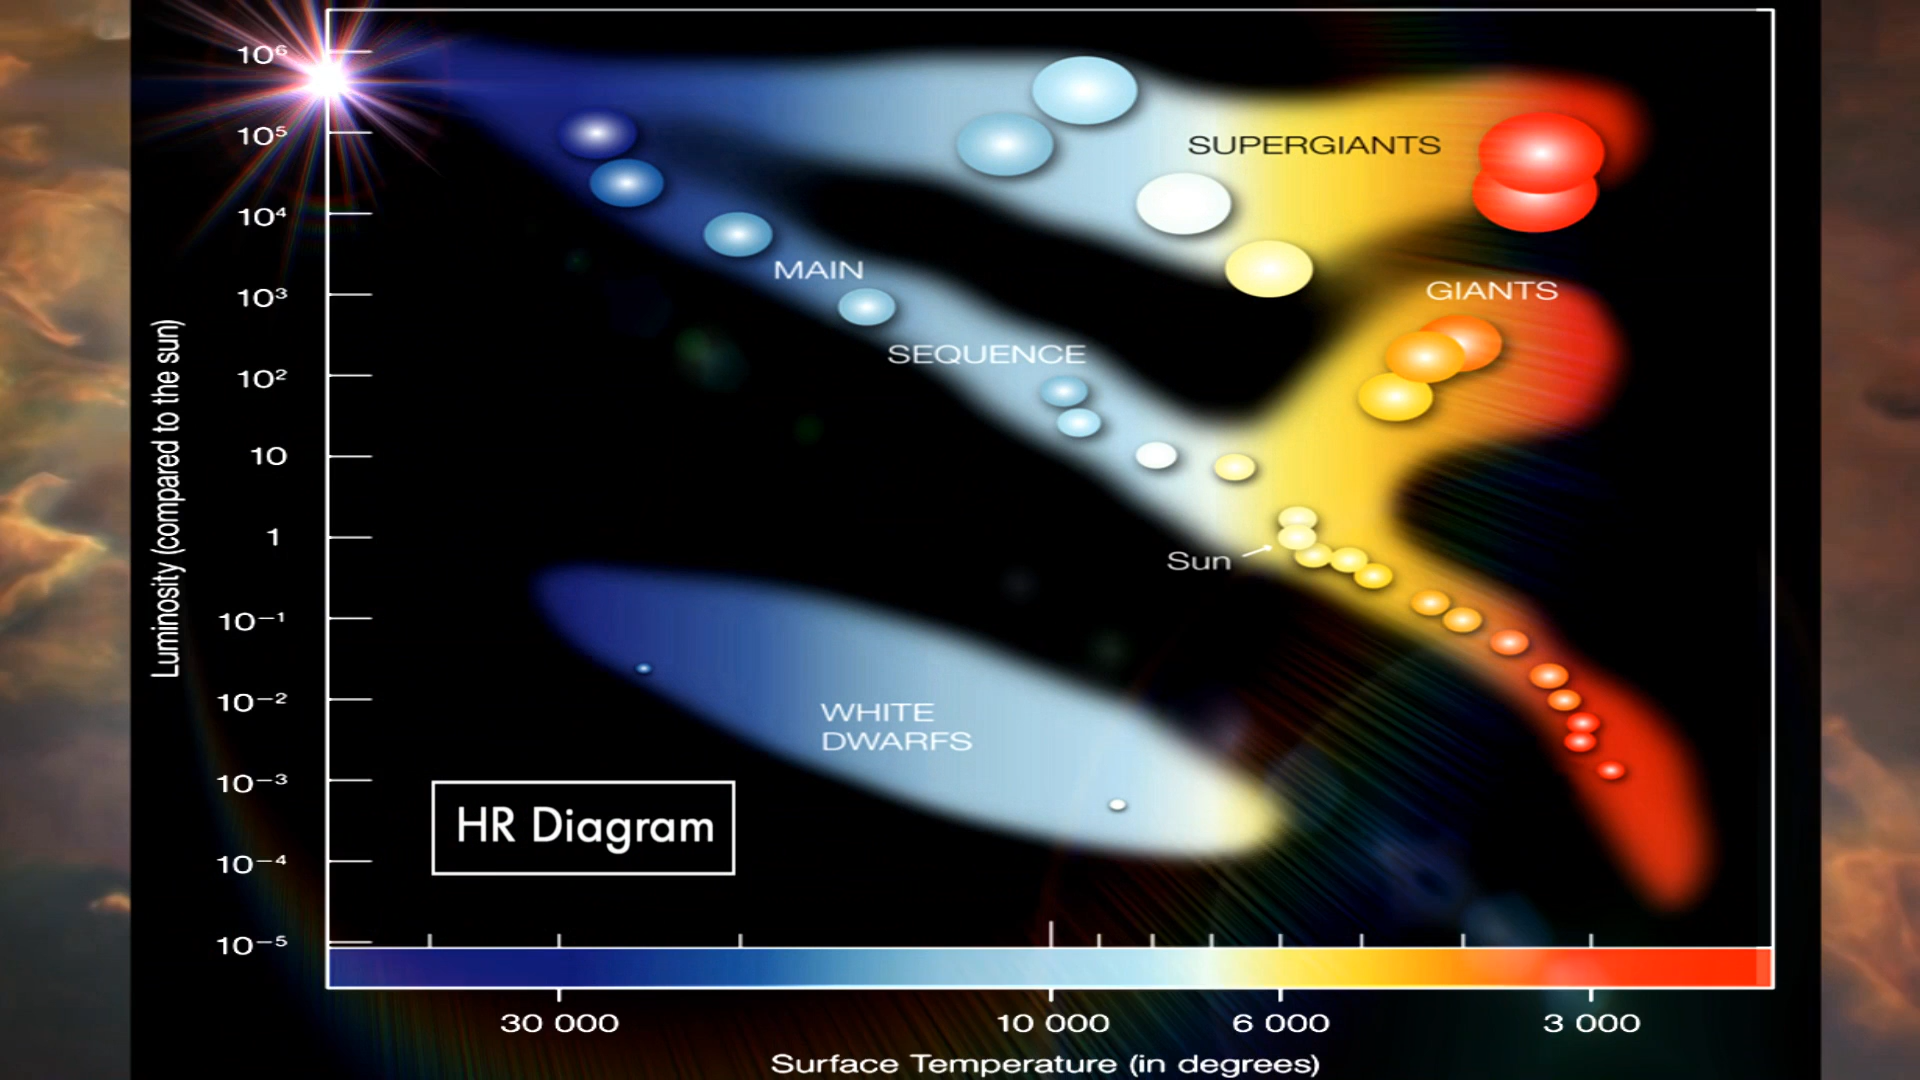 10⁶
10⁵
10⁴
10³
10²
10
1
10⁻¹
10⁻²
10⁻³
10⁻⁴
10⁻⁵
Luminosity (compared to the sun)
SUPERGIANTS
MAIN
GIANTS
SEQUENCE
Sun
WHITE
DWARFS
HR Diagram
30 000 10 000 6 000 3 000
Surface Temperature (in degrees)